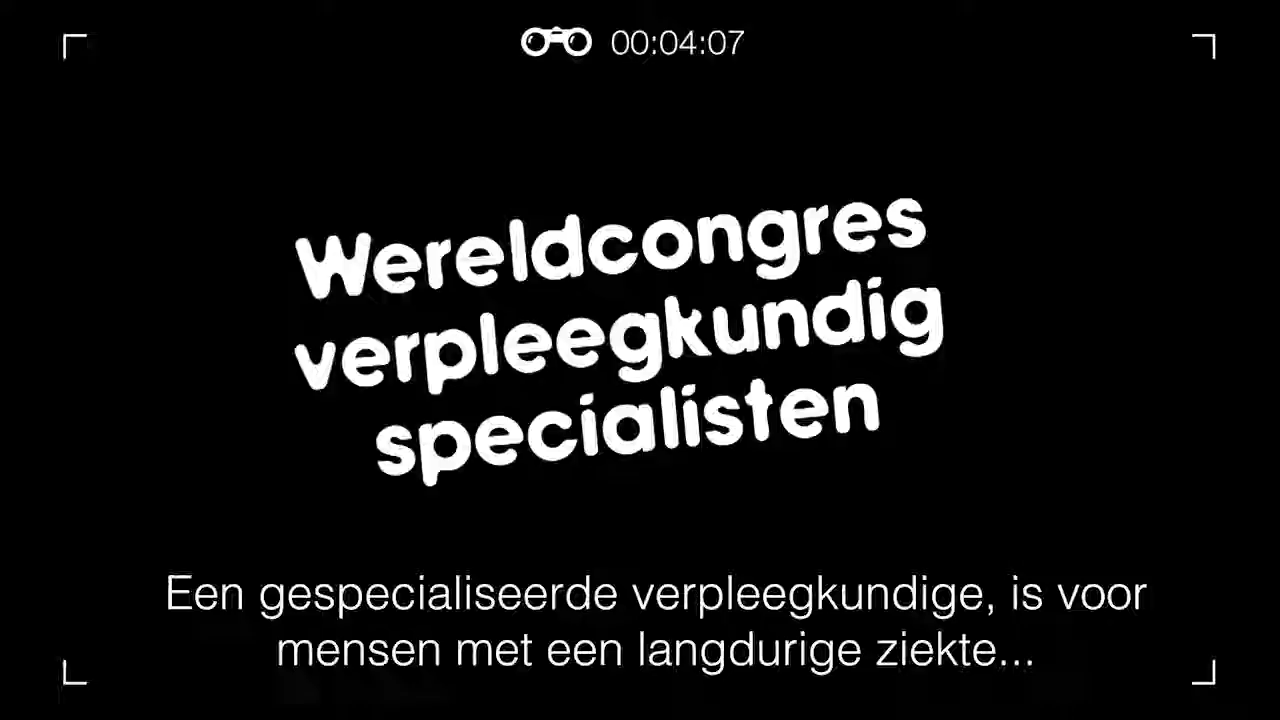 00:04:07
Wereldcongres
verpleegkundig
specialisten
Een gespecialiseerde verpleegkundige, is voor
mensen met een langdurige ziekte...